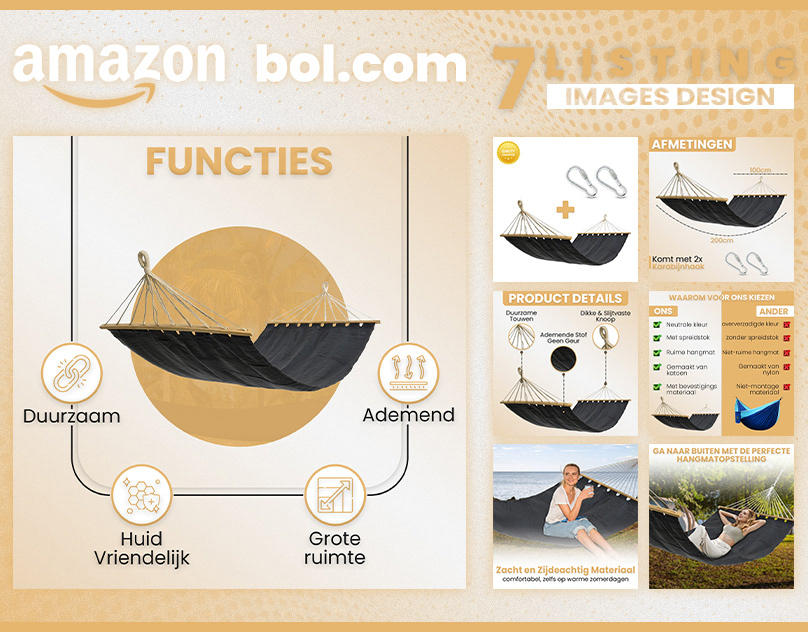 amazon bol.com
7 LISTING
IMAGES DESIGN
FUNCTIES
Duurzaam
Ademend
Huid
Vriendelijk
Grote
ruimte
AFMETINGEN
100cm
200cm
Komt met 2x
Karabijnhaak
PRODUCT DETAILS
Duurzame
Touwen
Ademende Stof
Geen Geur
Dikke & Slijtvaste
Knoop
WAAROM VOOR ONS KIEZEN
ONS
ANDER
Neutrale kleur
oververzadigde kleur
Met spreidstok
zonder spreidstok
Ruime hangmat
Niet-ruime hangmat
Gemaakt van
katoen
Gemaakt van
nylon
Met bevestigings
materiaal
Niet-montage
materiaal
Zacht en Zijdeachtig Materiaal
comfortabel, zelfs op warme zomerdagen
GA NAAR BUITEN MET DE PERFECTE
HANGMATOPSTELLING